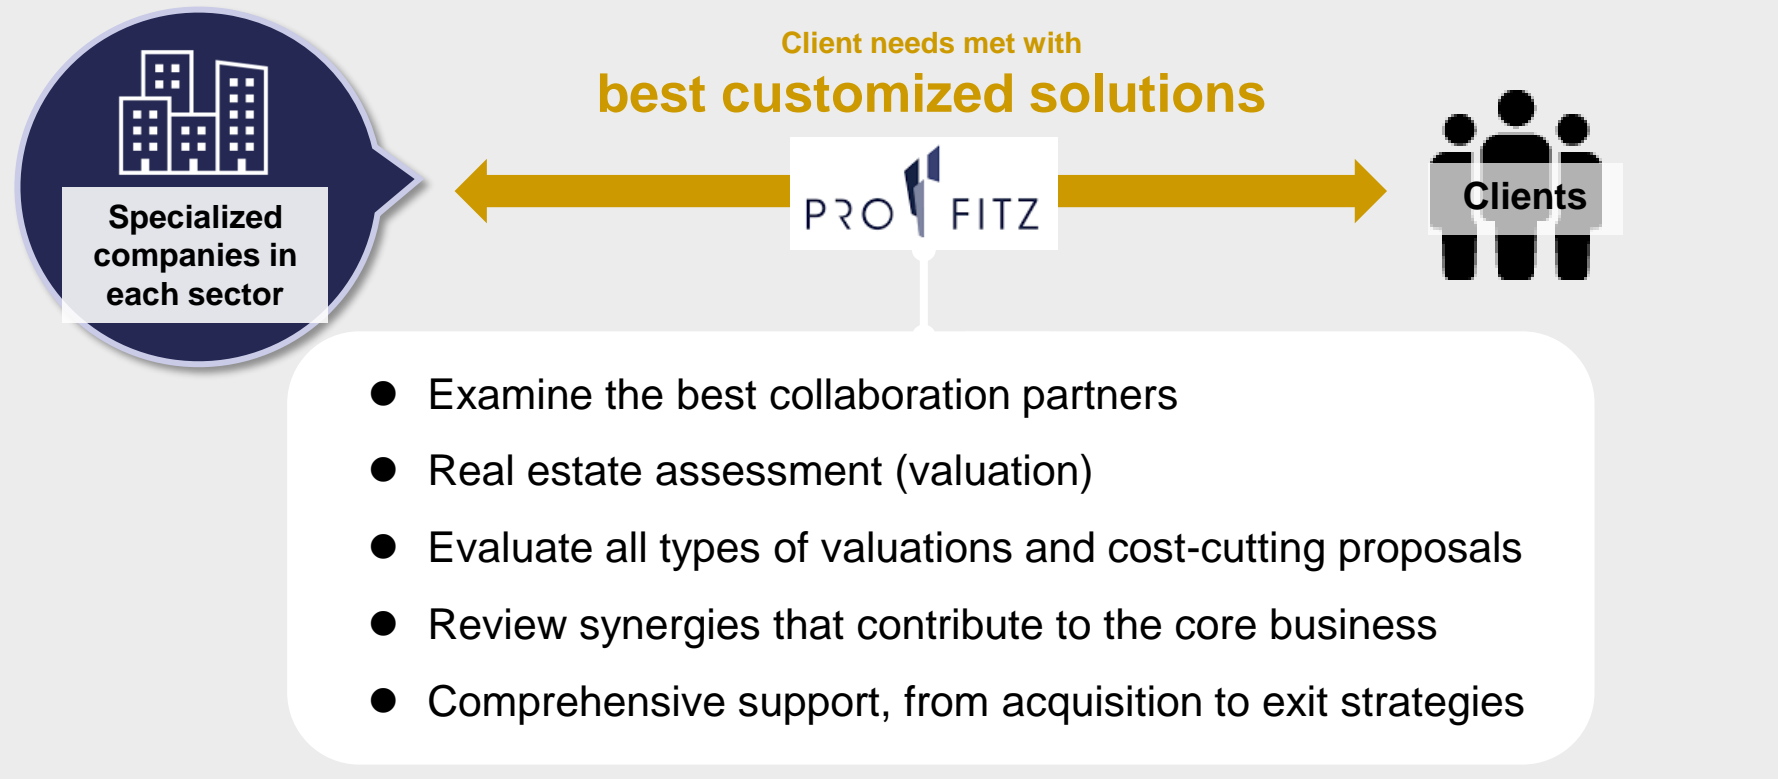 Client needs met with
best customized solutions
Specialized
companies in
each sector
PRO FITZ
Clients
Examine the best collaboration partners
Real estate assessment (valuation)
Evaluate all types of valuations and cost-cutting proposals
Review synergies that contribute to the core business
Comprehensive support, from acquisition to exit strategies